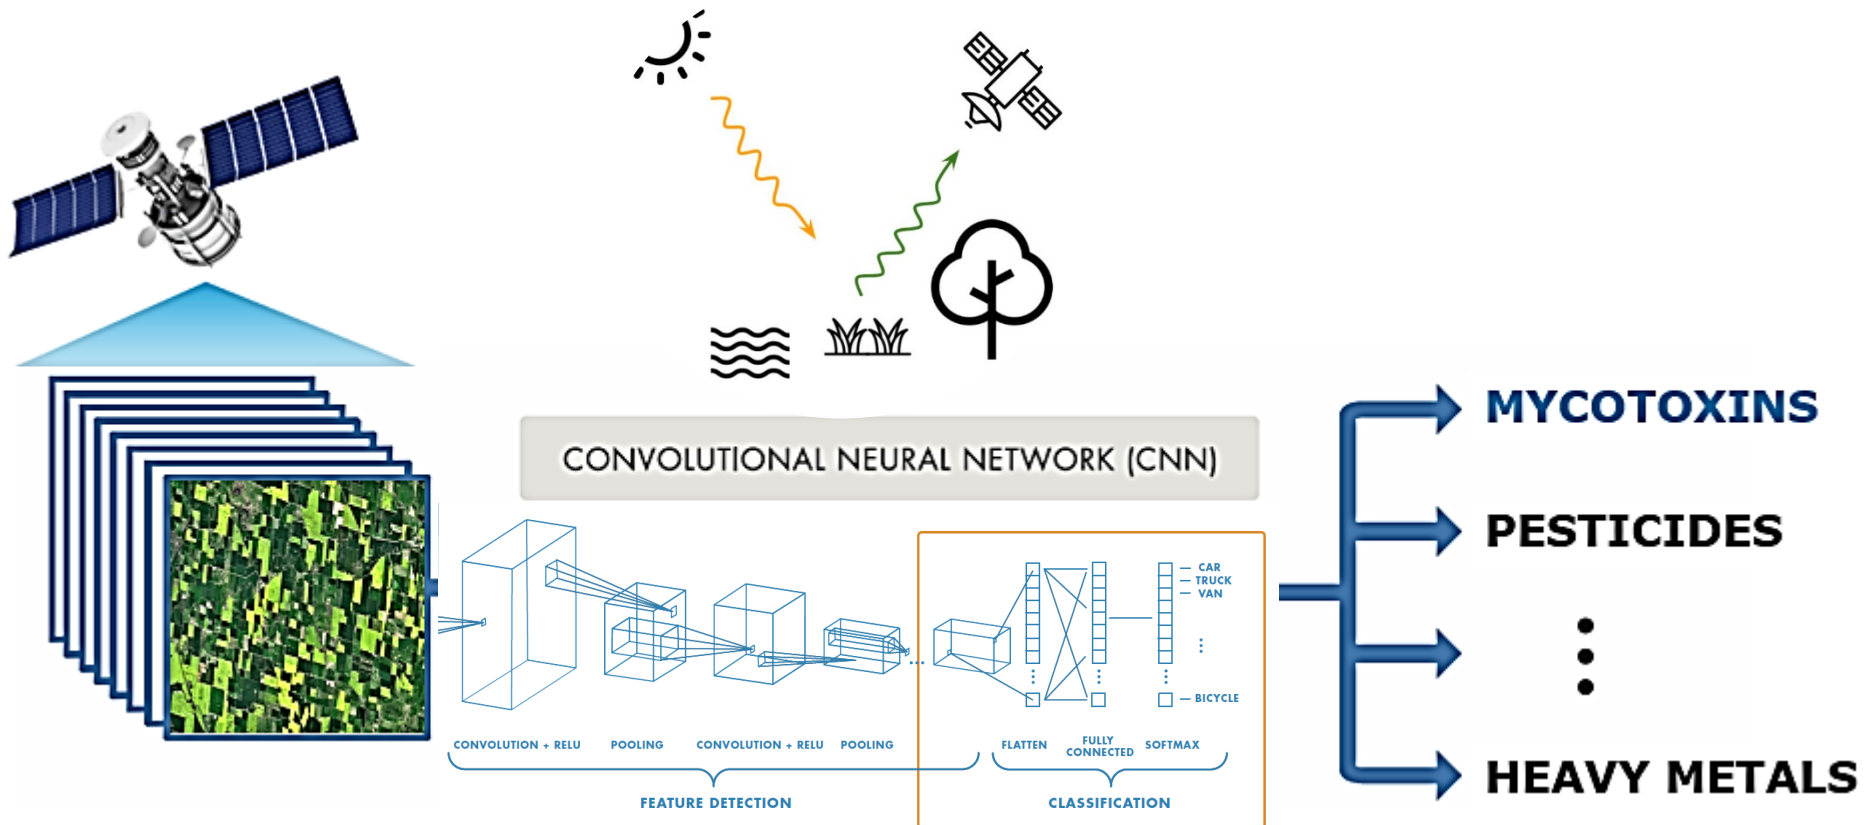 CONVOLUTIONAL NEURAL NETWORK (CNN)
CAR
TRUCK
VAN
BICYCLE
CONVOLUTION + RELU
POOLING
CONVOLUTION + RELU
POOLING
FLATTEN
FULLY
CONNECTED
SOFTMAX
FEATURE DETECTION
CLASSIFICATION
MYCOTOXINS
PESTICIDES
HEAVY METALS